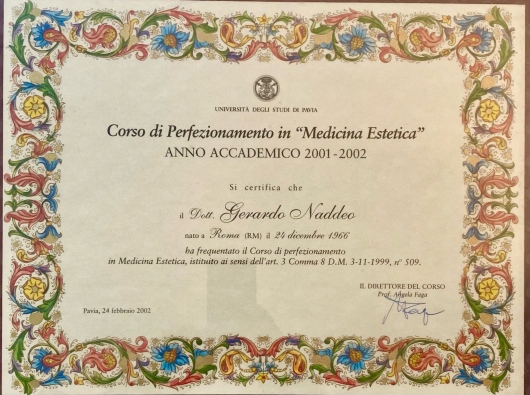 UNIVERSITÀ DEGLI STUDI DI PAVIA
Corso di Perfezionamento in "Medicina Estetica"
ANNO ACCADEMICO 2001-2002
Si certifica che
il Dott. Gerardo Naddeo
nato a Roma (RM) il 24 dicembre 1966
ha frequentato il Corso di perfezionamento
in Medicina Estetica, istituito ai sensi dell'art. 3 Comma 8 D.M. 3-11-1999, n° 509.
IL DIRETTORE DEL CORSO
Prof. Angela Faga
Pavia, 24 febbraio 2002